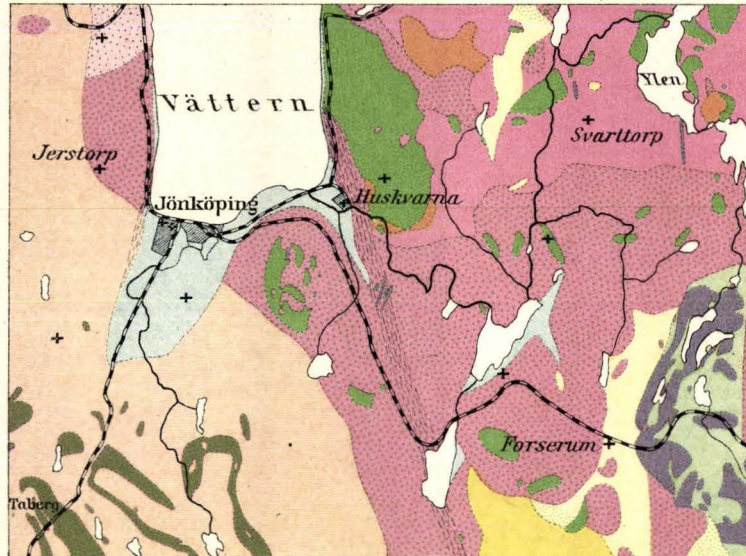 Vättern
Ylen
Svarttorp
Jerstorp
Huskvarna
Jönköping
Forserum
Taberg